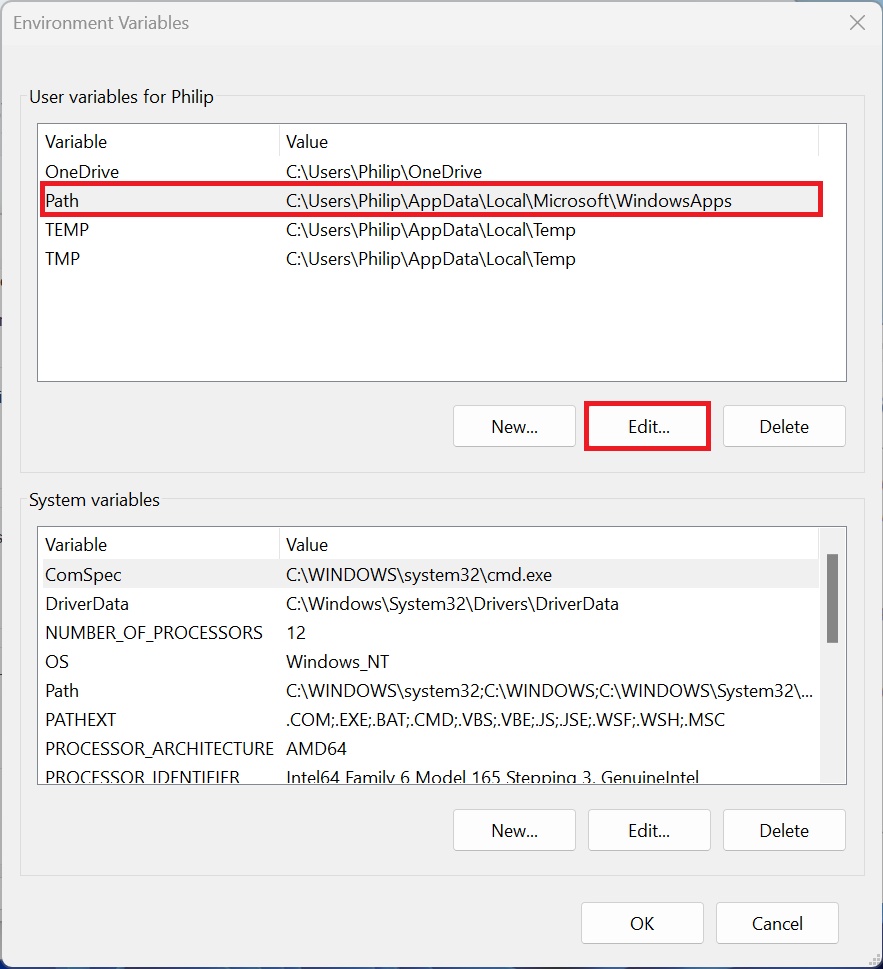 Environment Variables
User variables for Philip
Variable Value
OneDrive C:\Users\Philip\OneDrive
Path C:\Users\Philip\AppData\Local\Microsoft\WindowsApps
TEMP C:\Users\Philip\AppData\Local\Temp
TMP C:\Users\Philip\AppData\Local\Temp
New... Edit... Delete
System variables
Variable Value
ComSpec C:\WINDOWS\system32\cmd.exe
DriverData C:\Windows\System32\Drivers\DriverData
NUMBER_OF_PROCESSORS 12
OS Windows_NT
Path C:\WINDOWS\system32;C:\WINDOWS;C:\WINDOWS\System32\...
PATHEXT .COM;.EXE;.BAT;.CMD;.VBS;.VBE;.JS;.JSE;.WSF;.WSH;.MSC
PROCESSOR_ARCHITECTURE AMD64
PROCESSOR_IDENTIFIER Intel64 Family 6 Model 165 Stepping 3, GenuineIntel
New... Edit... Delete
OK Cancel